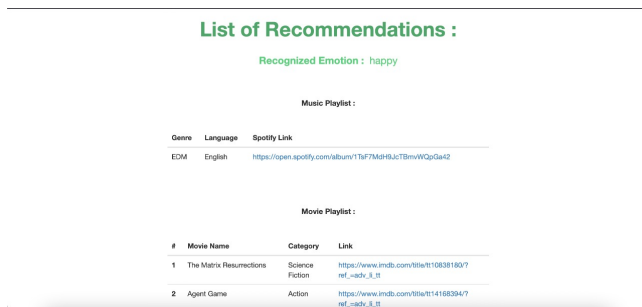 List of Recommendations :
Recognized Emotion : happy
Music Playlist :
Genre Language Spotify Link
EDM English https://open.spotify.com/album/1TsF7MdH9JcTBmvWQpGa42
Movie Playlist :
# Movie Name Category Link
1 The Matrix Resurrections Science https://www.imdb.com/title/tt10838180/?
Fiction ref_=adv_li_tt
2 Agent Game Action https://www.imdb.com/title/tt14168394/?
ref_=adv_li_tt